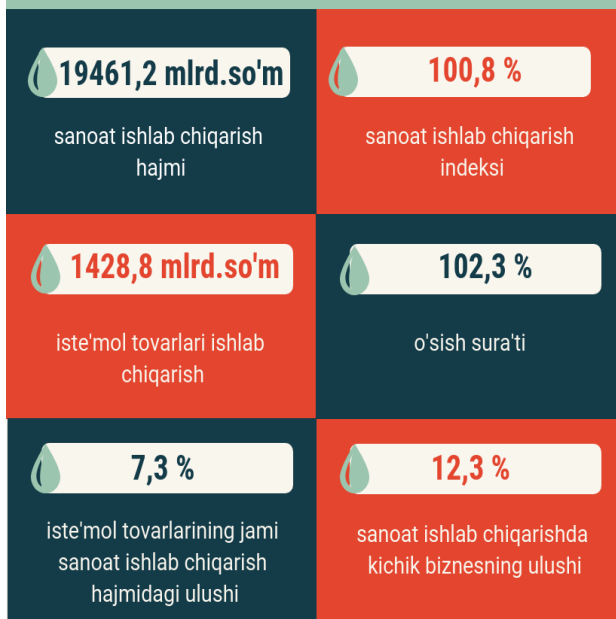 19461,2 mlrd.so'm
sanoat ishlab chiqarish
hajmi
100,8 %
sanoat ishlab chiqarish
indeksi
1428,8 mlrd.so'm
iste'mol tovarlari ishlab
chiqarish
102,3 %
o'sish sura'ti
7,3 %
iste'mol tovarlarining jami
sanoat ishlab chiqarish
hajmidagi ulushi
12,3 %
sanoat ishlab chiqarishda
kichik biznesning ulushi